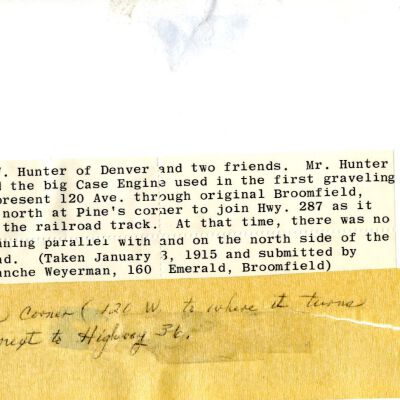 . Hunter of Denver and two friends. Mr. Hunter
d the big Case Engine used in the first graveling
present 120 Ave. through original Broomfield,
north at Pine's corner to join Hwy. 287 as it
the railroad track. At that time, there was no
ning parallel with and on the north side of the
ad. (Taken January 3, 1915 and submitted by
anche Weyerman, 160 Emerald, Broomfield)
Corner ( 120 W. to where it turns
next to Highway 36.